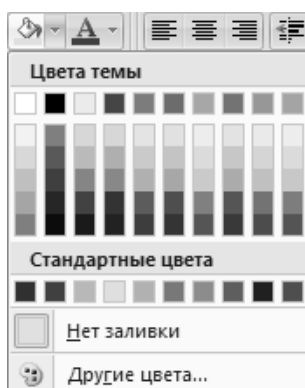 A
Цвета темы
Стандартные цвета
Нет заливки
Другие цвета...